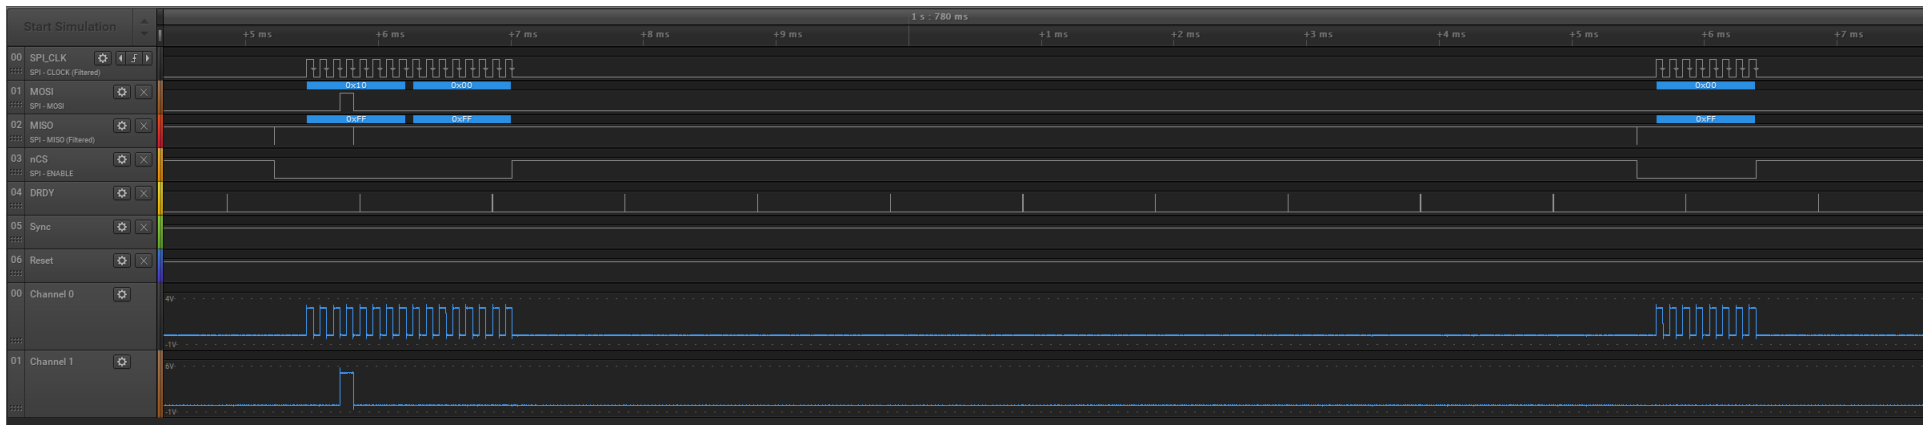 Start Simulation
1 s : 780 ms
+5 ms +6 ms +7 ms +8 ms +9 ms +1 ms +2 ms +3 ms +4 ms +5 ms +6 ms +7 ms
00 SPI_CLK
SPI - CLOCK (Filtered)
0x10 0x00 0x00
01 MOSI
SPI - MOSI
0xFF 0xFF 0xFF
02 MISO
SPI - MISO (Filtered)
03 nCS
SPI - ENABLE
04 DRDY
05 Sync
06 Reset
00 Channel 0
4V
-1V
01 Channel 1
6V
-1V